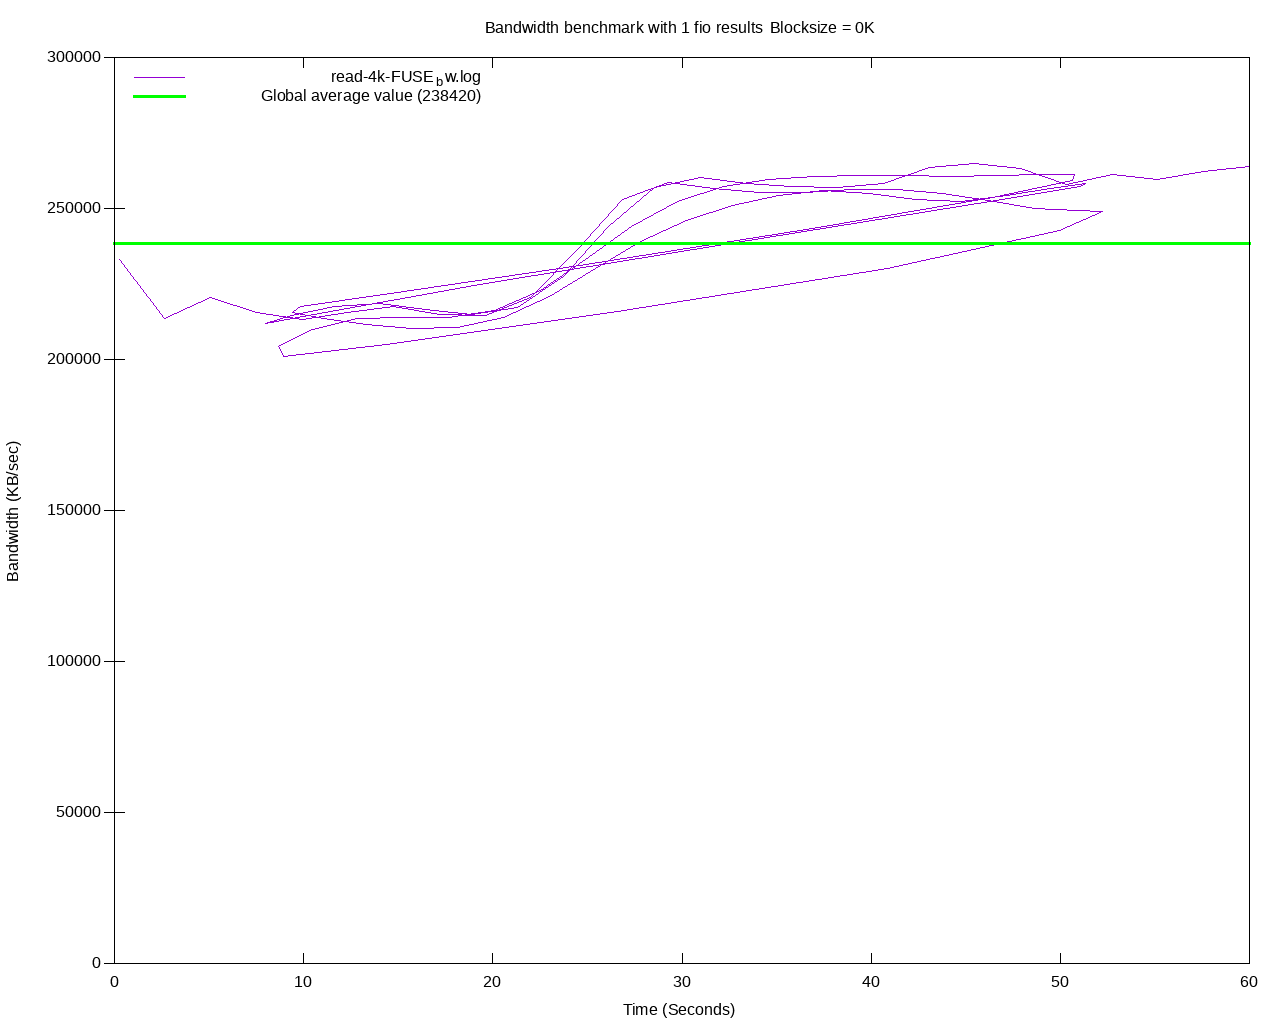 Bandwidth benchmark with 1 fio results Blocksize = 0K
300000
250000
200000
150000
100000
50000
0
read-4k-FUSE_bw.log
Global average value (238420)
Bandwidth (KB/sec)
0 10 20 30 40 50 60
Time (Seconds)